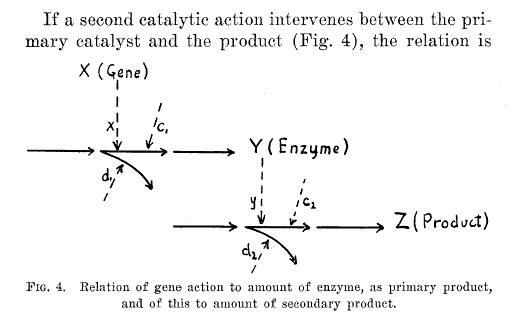 If a second catalytic action intervenes between the pri-
mary catalyst and the product (Fig. 4), the relation is
X (Gene)
x
c₁
d₁
Y (Enzyme)
y
c₂
d₂
Z (Product)
FIG. 4. Relation of gene action to amount of enzyme, as primary product,
and of this to amount of secondary product.